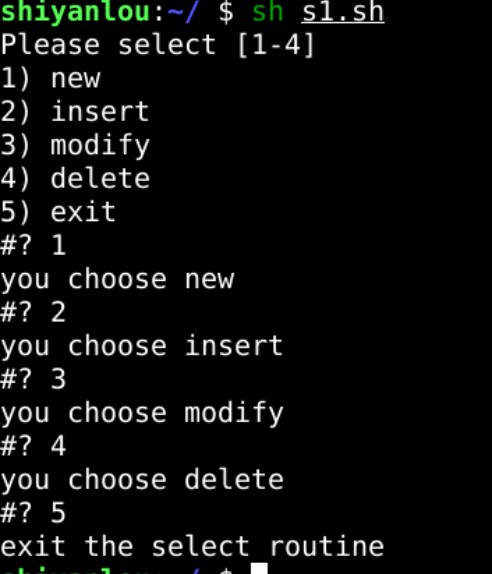 shiyanlou:~/ $ sh s1.sh
Please select [1-4]
1) new
2) insert
3) modify
4) delete
5) exit
#? 1
you choose new
#? 2
you choose insert
#? 3
you choose modify
#? 4
you choose delete
#? 5
exit the select routine
shiyanlou:~/ $